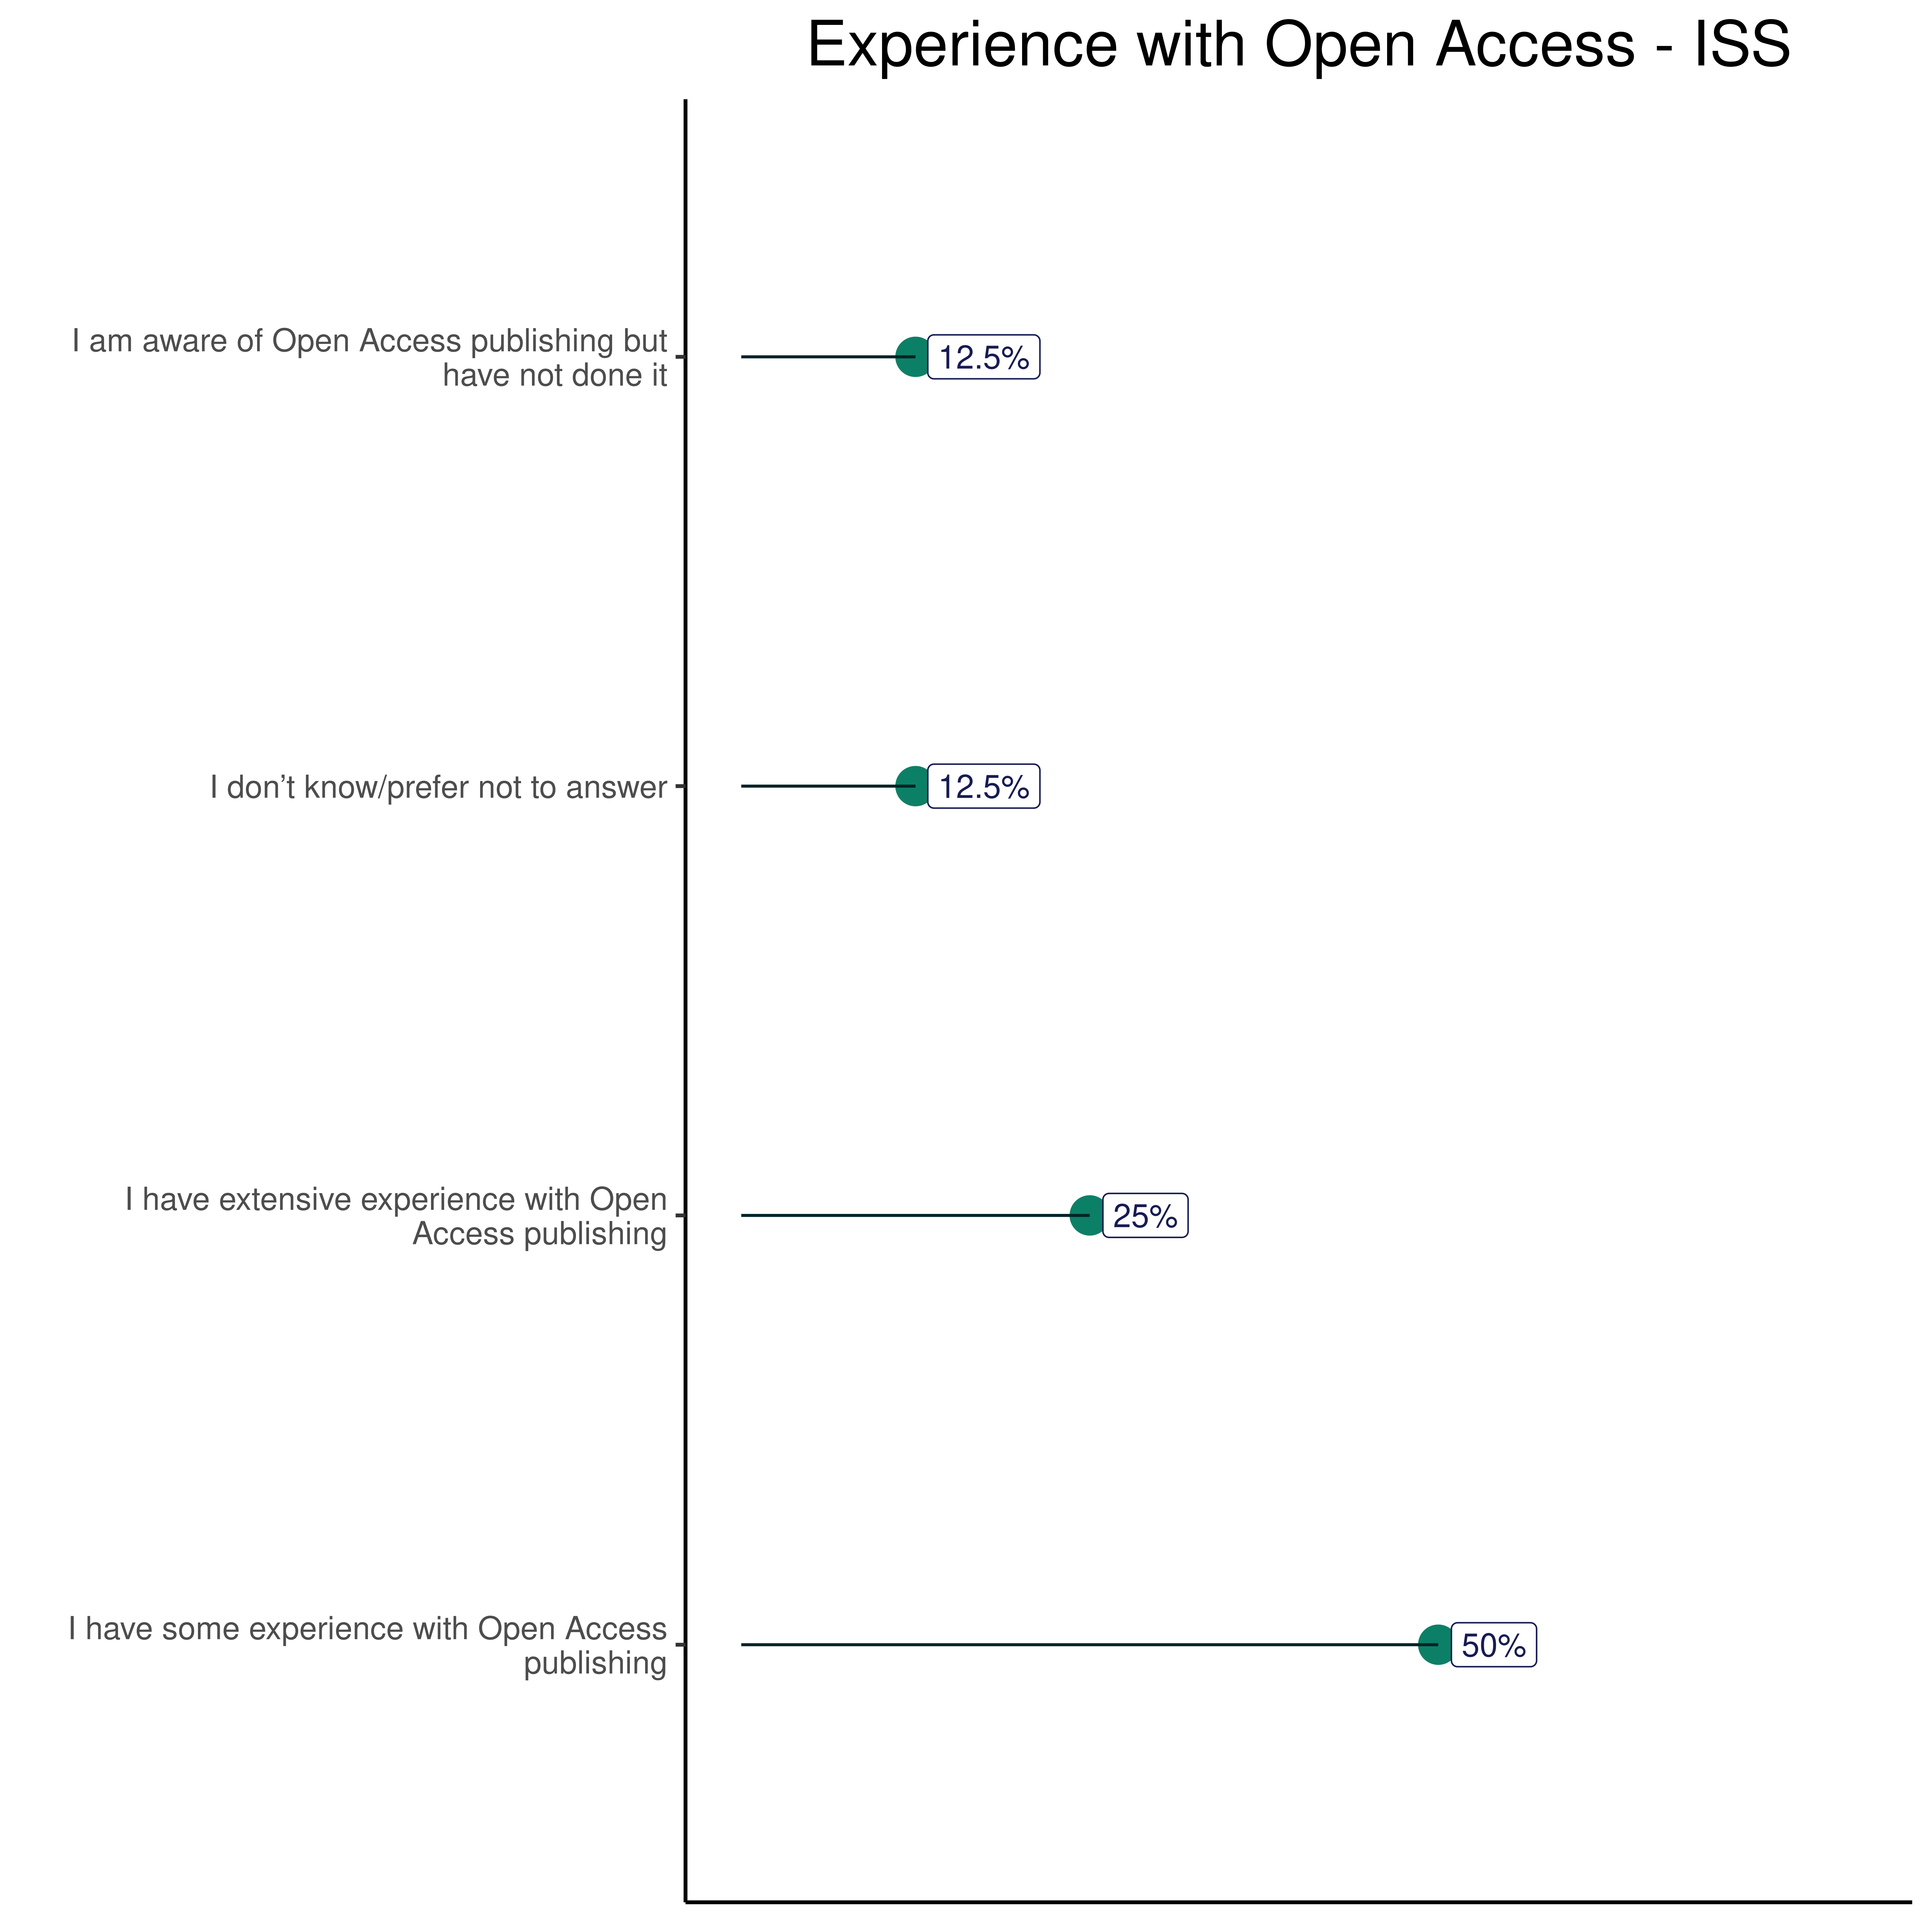 Experience with Open Access - ISS
I am aware of Open Access publishing but
have not done it
12.5%
I don’t know/prefer not to answer
12.5%
I have extensive experience with Open
Access publishing
25%
I have some experience with Open Access
publishing
50%